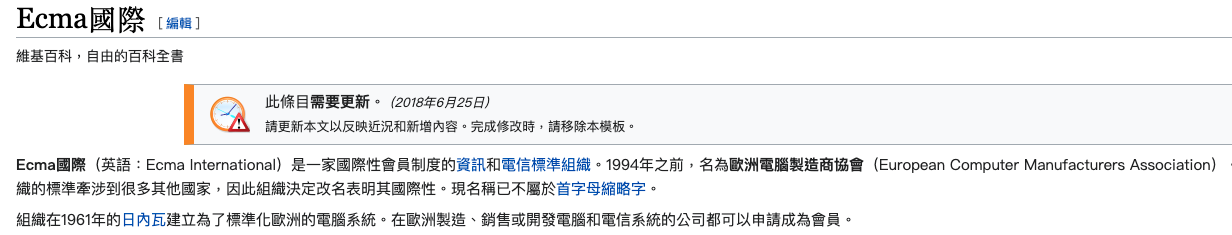 Ecma國際 [編輯]
維基百科，自由的百科全書
此條目需要更新。 (2018年6月25日)
請更新本文以反映近況和新增內容。完成修改時，請移除本模板。
Ecma國際（英語：Ecma International）是一家國際性會員制度的資訊和電信標準組織。1994年之前，名為歐洲電腦製造商協會（European Computer Manufacturers Association）。
織的標準牽涉到很多其他國家，因此組織決定改名表明其國際性。現名稱已不屬於首字母縮略字。
組織在1961年的日內瓦建立為了標準化歐洲的電腦系統。在歐洲製造、銷售或開發電腦和電信系統的公司都可以申請成為會員。